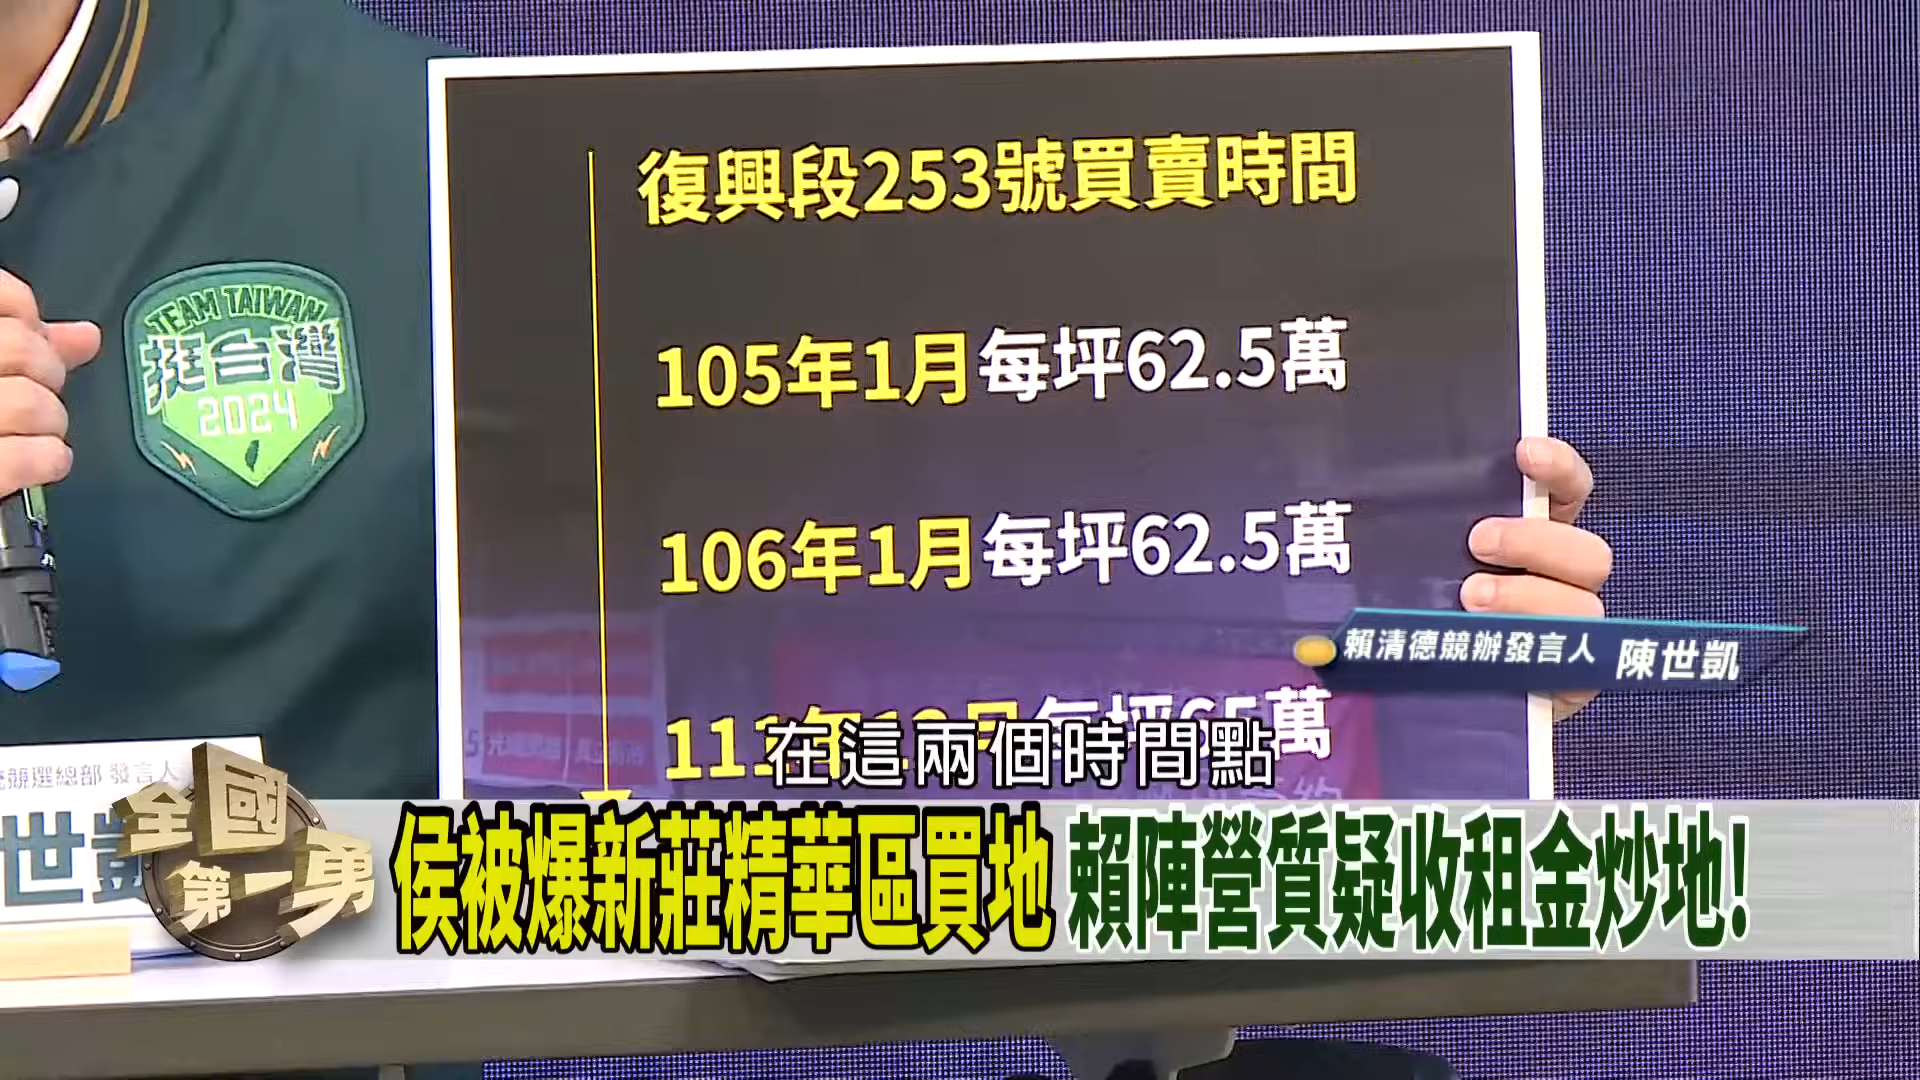 復興段253號買賣時間
TEAM TAIWAN
挺台灣
2024
105年1月每坪62.5萬
106年1月每坪62.5萬
賴清德競辦發言人 陳世凱
每坪65萬
在這兩個時間點
競選總部 發言人
世凱
全國第一勇
侯被爆新莊精華區買地 賴陣營質疑收租金炒地!